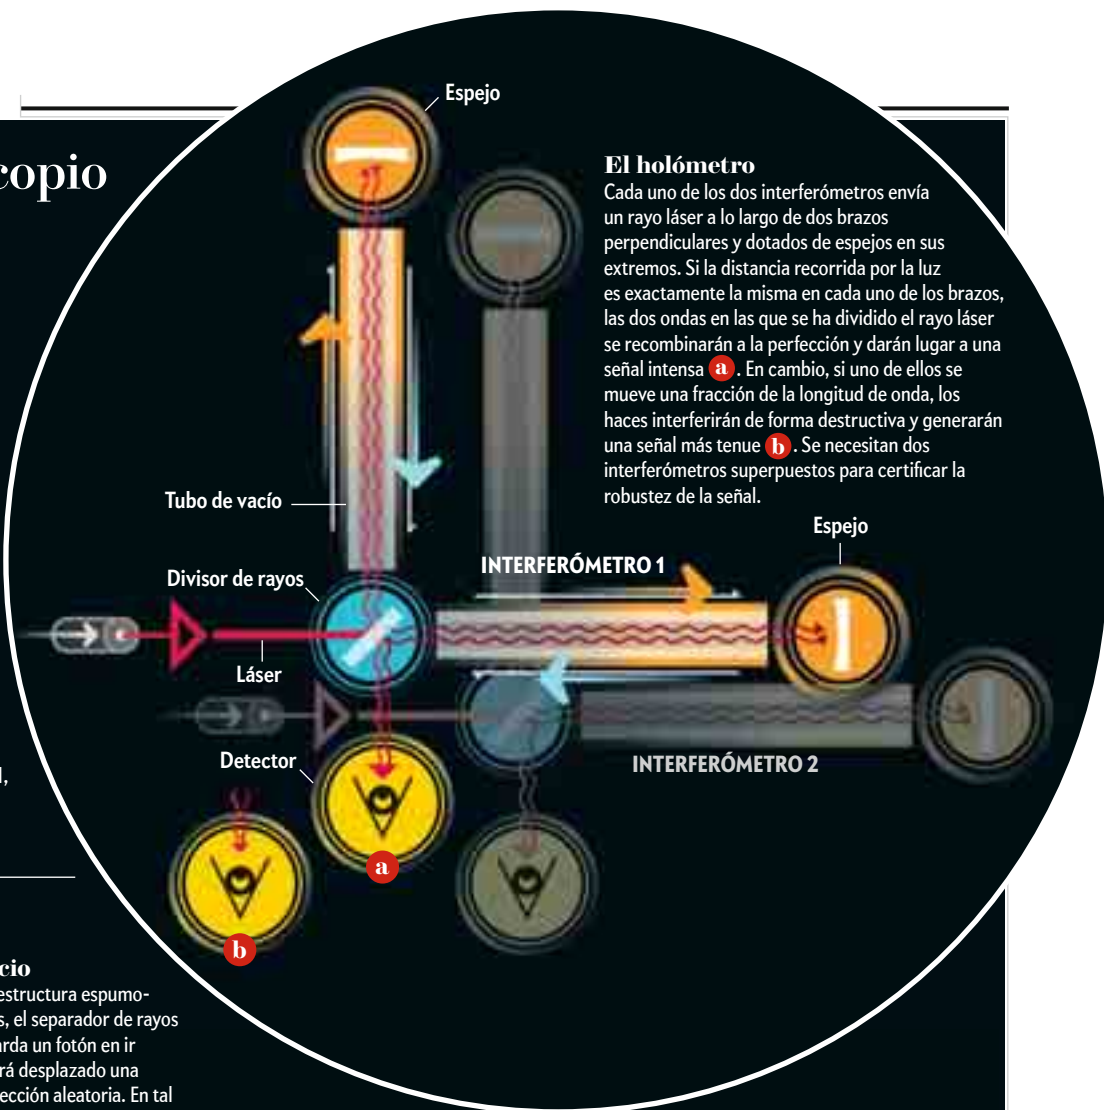 copio
Espejo
El holómetro
Cada uno de los dos interferómetros envía
un rayo láser a lo largo de dos brazos
perpendiculares y dotados de espejos en sus
extremos. Si la distancia recorrida por la luz
es exactamente la misma en cada uno de los brazos,
las dos ondas en las que se ha dividido el rayo láser
se recombinarán a la perfección y darán lugar a una
señal intensa a . En cambio, si uno de ellos se
mueve una fracción de la longitud de onda, los
haces interferirán de forma destructiva y generarán
una señal más tenue b . Se necesitan dos
interferómetros superpuestos para certificar la
robustez de la señal.
Tubo de vacío
Espejo
INTERFERÓMETRO 1
Divisor de rayos
Láser
Detector
INTERFERÓMETRO 2
a
b
cio
estructura espumo-
s, el separador de rayos
arda un fotón en ir
rá desplazado una
ección aleatoria. En tal